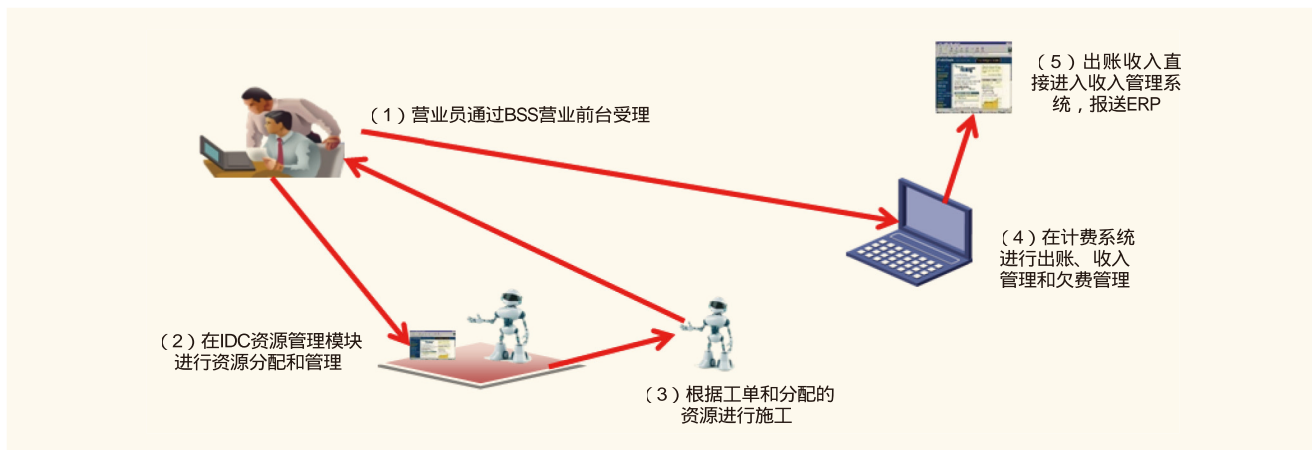 （1）营业员通过BSS营业前台受理
（2）在IDC资源管理模块
进行资源分配和管理
（3）根据工单和分配的
资源进行施工
（4）在计费系统
进行出账、收入
管理和欠费管理
（5）出账收入直
接进入收入管理系
统，报送ERP